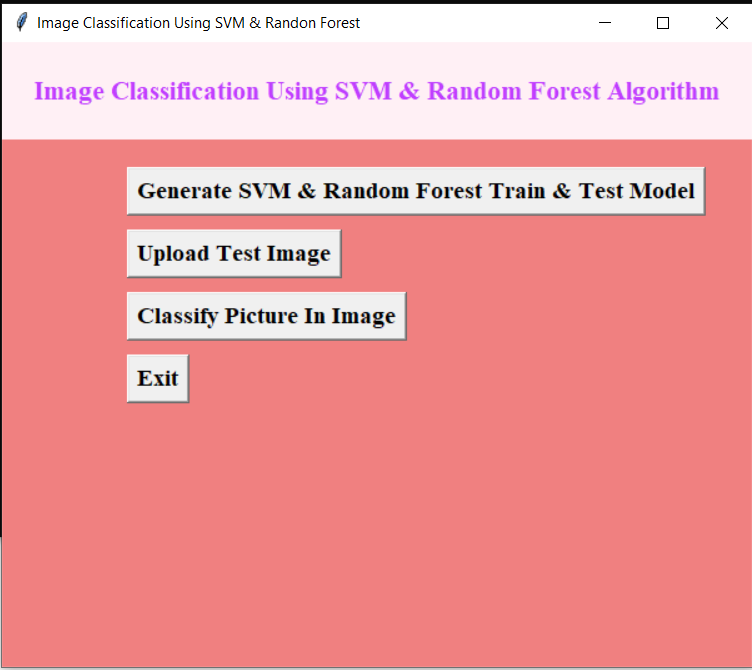 Image Classification Using SVM & Randon Forest
Image Classification Using SVM & Random Forest Algorithm
Generate SVM & Random Forest Train & Test Model
Upload Test Image
Classify Picture In Image
Exit